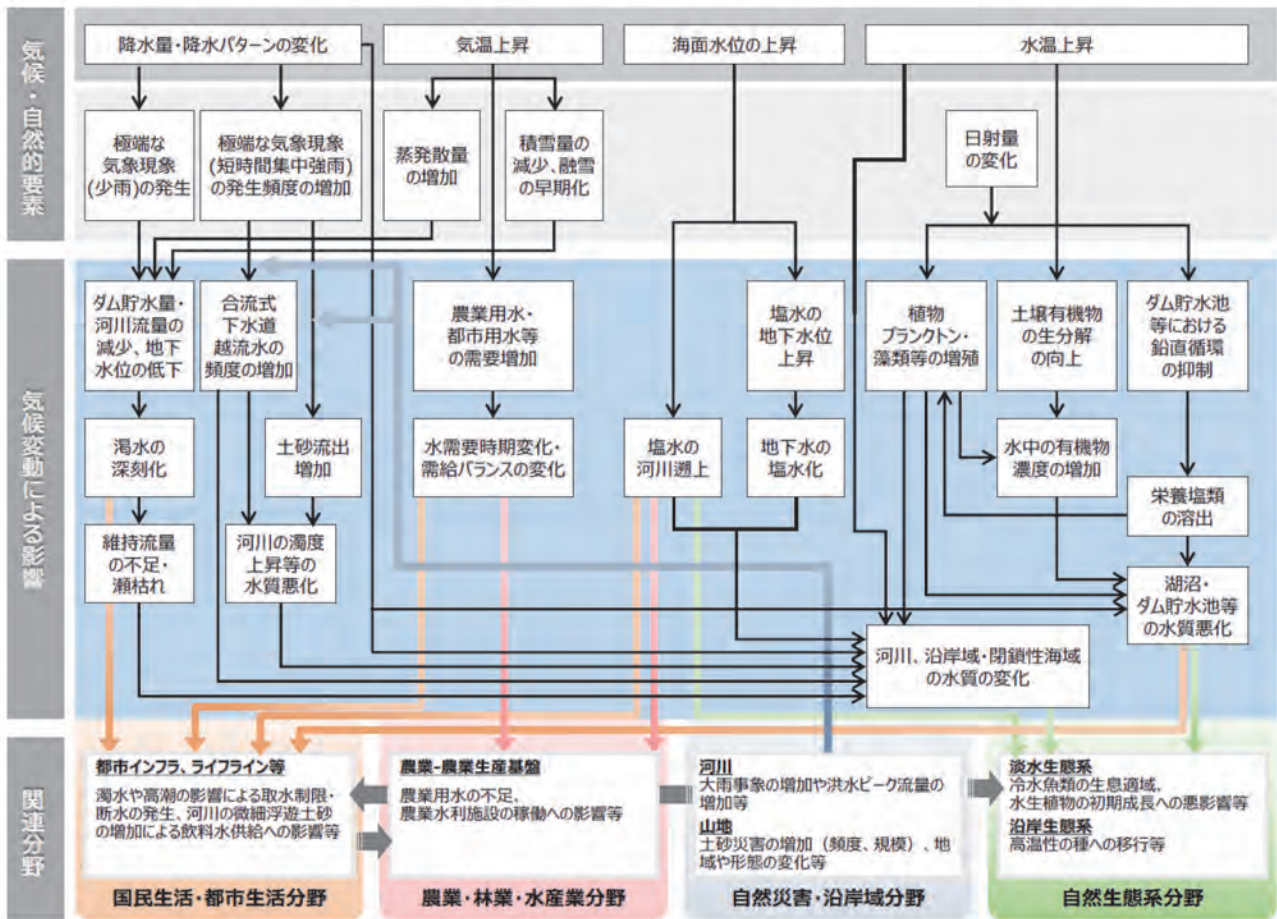 気候・自然的要素
降水量・降水パターンの変化
気温上昇
海面水位の上昇
水温上昇
極端な
気象現象
(少雨)の発生
極端な気象現象
(短時間集中強雨)
の発生頻度の増加
蒸発散量
の増加
積雪量の
減少、融雪
の早期化
日射量
の変化
気候変動による影響
ダム貯水量・
河川流量の
減少、地下
水位の低下
合流式
下水道
越流水の
頻度の増加
農業用水・
都市用水等
の需要増加
塩水の
地下水位
上昇
植物
プランクトン・
藻類等の増殖
土壌有機物
の生分解
の向上
ダム貯水池
等における
鉛直循環
の抑制
渇水の
深刻化
土砂流出
増加
水需要時期変化・
需給バランスの変化
塩水の
河川遡上
地下水の
塩水化
水中の有機物
濃度の増加
栄養塩類
の溶出
維持流量
の不足・
瀬枯れ
河川の濁度
上昇等の
水質悪化
湖沼・
ダム貯水池等
の水質悪化
河川、沿岸域・閉鎖性海域
の水質の変化
関連分野
都市インフラ、ライフライン等
濁水や高潮の影響による取水制限・
断水の発生、河川の微細浮遊土砂
の増加による飲料水供給への影響等
国民生活・都市生活分野
農業-農業生産基盤
農業用水の不足、
農業水利施設の稼働への影響等
農業・林業・水産業分野
河川
大雨事象の増加や洪水ピーク流量の
増加等
山地
土砂災害の増加（頻度、規模）、地
域や形態の変化等
自然災害・沿岸域分野
淡水生態系
冷水魚類の生息適域、
水生植物の初期成長への悪影響等
沿岸生態系
高温性の種への移行等
自然生態系分野